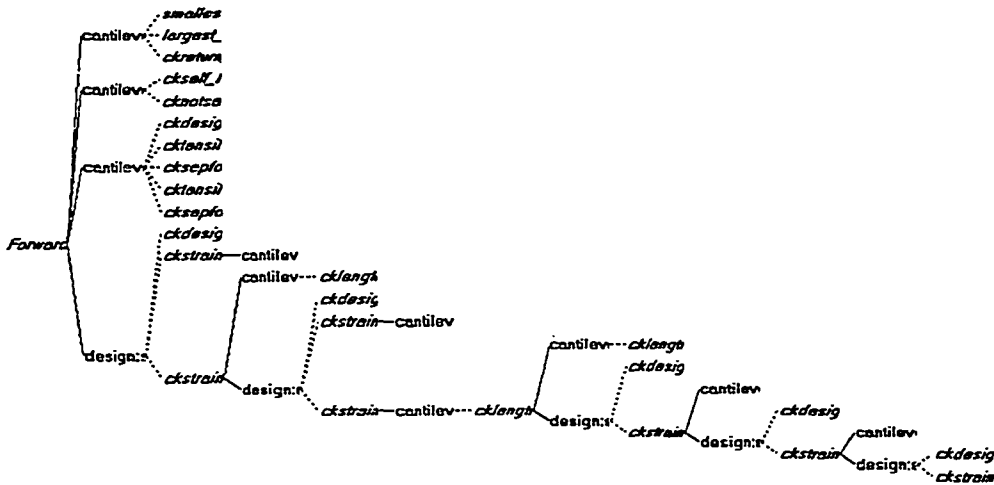 smalles
cantilev largest_
ckreturn
ckself_I
cantilev
cknotse
ckdesig
cktensil
cantilev cksepfo
cktensil
cksepfo
ckdesig
Forward
ckstrain cantilev
cantilev cklength
ckdesig
ckstrain cantilev
cantilev cklength
design:s
ckdesig
ckstrain
design:s
cantilev
ckstrain cantilev cklength
ckdesig
design:s
ckstrain
cantilev
design:s
ckstrain
ckdesig
design:s
ckstrain